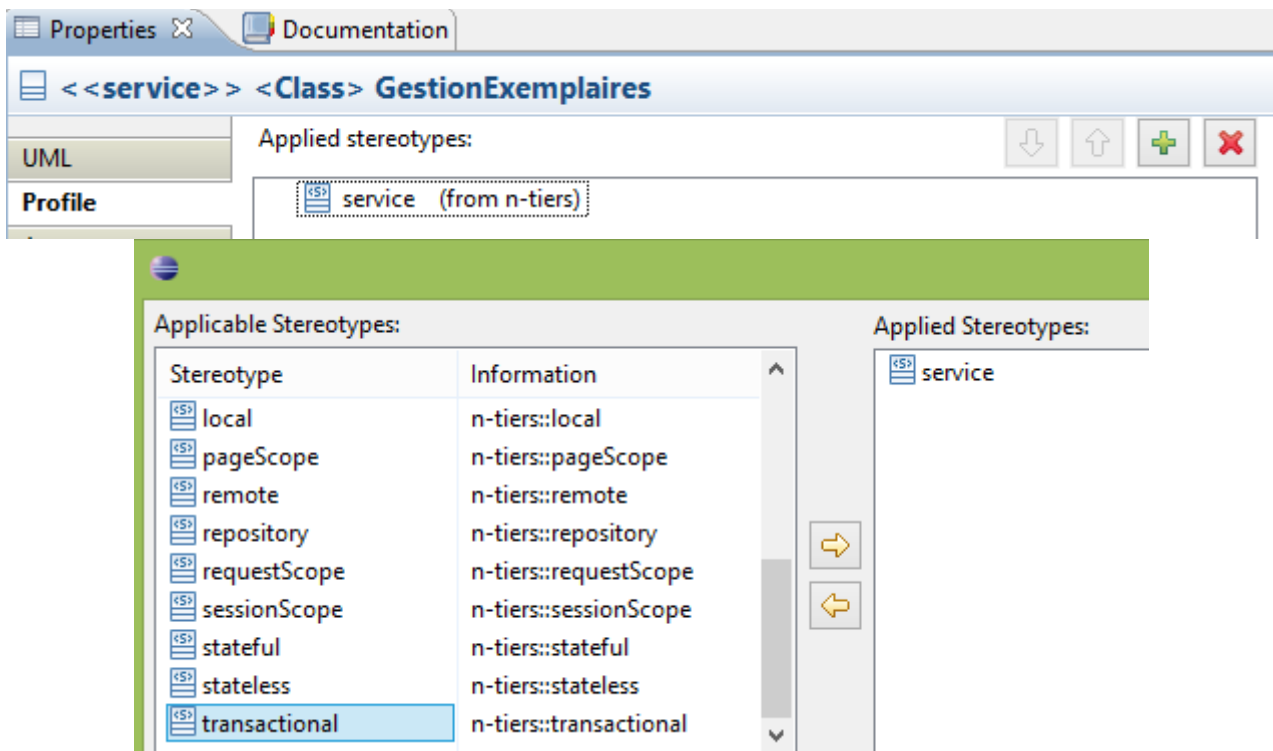 Properties Documentation
<<service>> <Class> GestionExemplaires
UML
Profile
Applied stereotypes:
<S> service (from n-tiers)
Applicable Stereotypes:
Stereotype Information
<S> local n-tiers::local
<S> pageScope n-tiers::pageScope
<S> remote n-tiers::remote
<S> repository n-tiers::repository
<S> requestScope n-tiers::requestScope
<S> sessionScope n-tiers::sessionScope
<S> stateful n-tiers::stateful
<S> stateless n-tiers::stateless
<S> transactional n-tiers::transactional
Applied Stereotypes:
<S> service